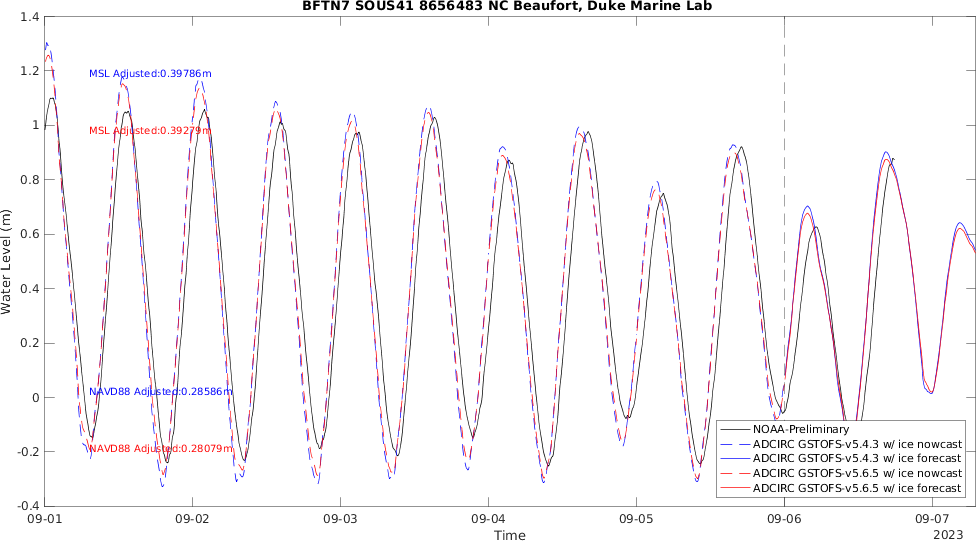 BFTN7 SOUS41 8656483 NC Beaufort, Duke Marine Lab
1.4
1.2
1
0.8
0.6
0.4
0.2
0
-0.2
-0.4
Water Level (m)
MSL Adjusted:0.39786m
MSL Adjusted:0.39279m
NAVD88 Adjusted:0.28586m
NAVD88 Adjusted:0.28079m
NOAA-Preliminary
ADCIRC GSTOFS-v5.4.3 w/ ice nowcast
ADCIRC GSTOFS-v5.4.3 w/ ice forecast
ADCIRC GSTOFS-v5.6.5 w/ ice nowcast
ADCIRC GSTOFS-v5.6.5 w/ ice forecast
09-01 09-02 09-03 09-04 09-05 09-06 09-07
Time
2023